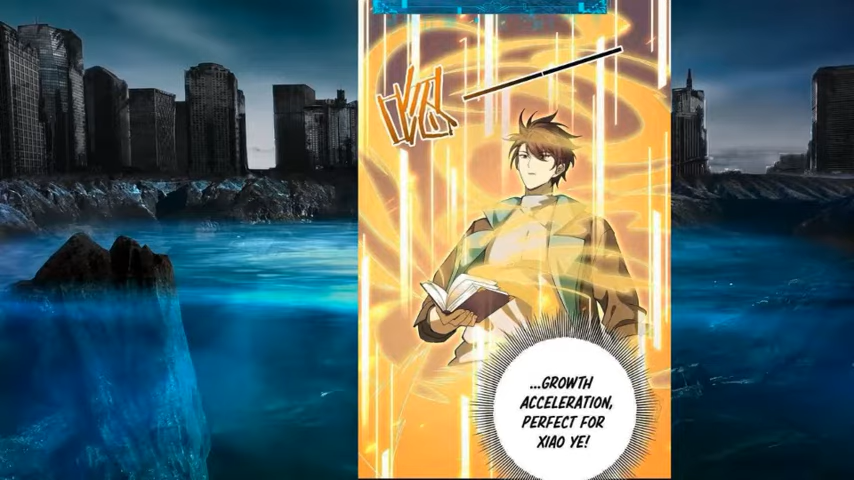 ...GROWTH
ACCELERATION,
PERFECT FOR
XIAO YE!